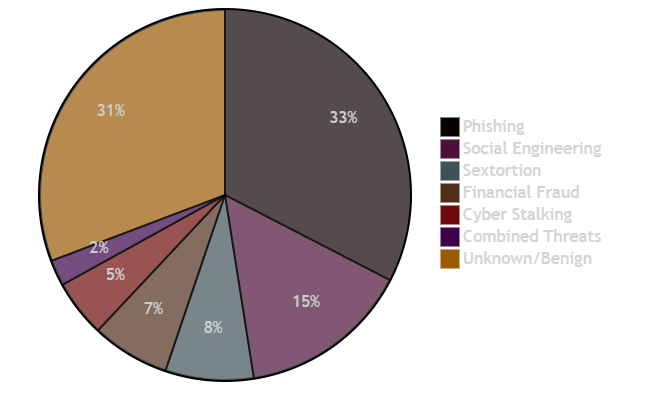 31%
33%
2%
5%
7%
8%
15%
Phishing
Social Engineering
Sextortion
Financial Fraud
Cyber Stalking
Combined Threats
Unknown/Benign